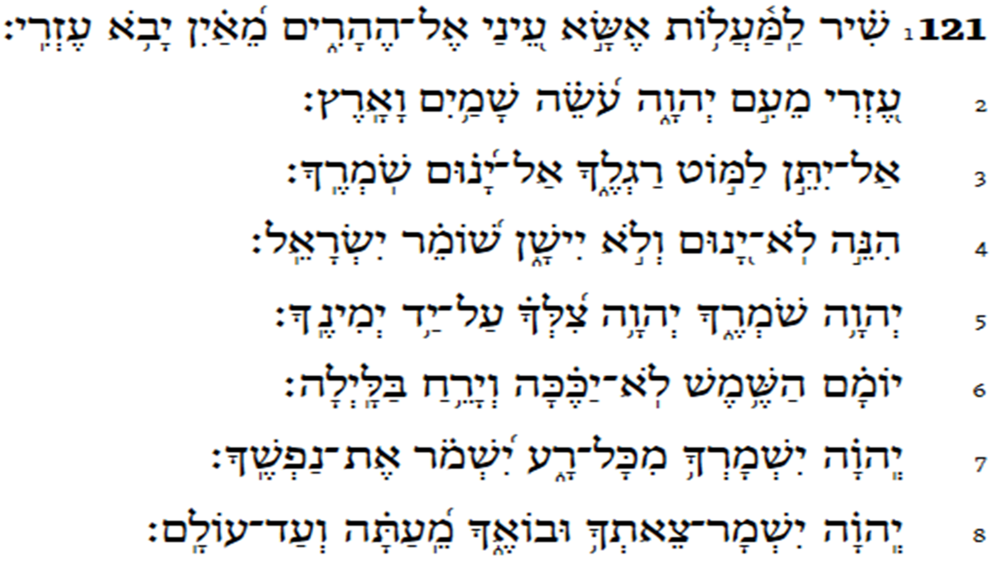 121 1 שִׁ֗יר לַֽמַּ֫עֲל֥וֹת אֶשָּׂ֣א עֵ֭ינַי אֶל־הֶהָרִ֑ים מֵ֝אַ֗יִן יָבֹ֥א עֶזְרִֽי׃
2 עֶ֭זְרִי מֵעִ֣ם יְהוָ֑ה עֹ֝שֵׂ֗ה שָׁמַ֥יִם וָאָֽרֶץ׃
3 אַל־יִתֵּ֣ן לַמּ֣וֹט רַגְלֶ֑ךָ אַל־יָ֝נ֗וּם שֹֽׁמְרֶֽךָ׃
4 הִנֵּ֣ה לֹֽא־יָ֭נוּם וְלֹ֣א יִישָׁ֑ן שׁ֝וֹמֵ֗ר יִשְׂרָאֵֽל׃
5 יְהוָ֥ה שֹׁמְרֶ֑ךָ יְהוָ֥ה צִ֝לְּךָ֗ עַל־יַ֥ד יְמִינֶֽךָ׃
6 יוֹמָ֗ם הַשֶּׁ֥מֶשׁ לֹֽא־יַכֶּ֗כָּה וְיָרֵ֥חַ בַּלָּֽיְלָה׃
7 יְֽהוָ֗ה יִשְׁמָרְךָ֥ מִכָּל־רָ֑ע יִ֝שְׁמֹ֗ר אֶת־נַפְשֶֽׁךָ׃
8 יְֽהוָ֗ה יִשְׁמָר־צֵאתְךָ֥ וּבוֹאֶ֑ךָ מֵֽ֝עַתָּ֗ה וְעַד־עוֹלָֽם׃